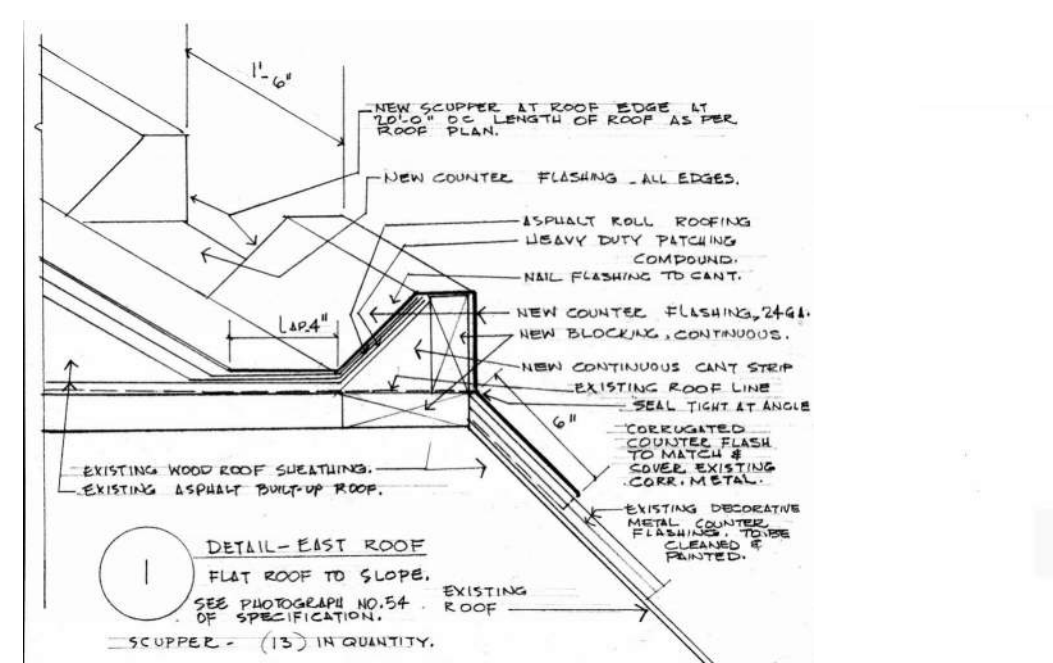 1'-6"
NEW SCUPPER AT ROOF EDGE AT
20'-0" OC LENGTH OF ROOF AS PER
ROOF PLAN.
NEW COUNTER FLASHING - ALL EDGES.
ASPHALT ROLL ROOFING
HEAVY DUTY PATCHING
COMPOUND.
NAIL FLASHING TO CANT.
LAP 4"
NEW COUNTER FLASHING, 24GA.
NEW BLOCKING, CONTINUOUS.
NEW CONTINUOUS CANT STRIP
EXISTING ROOF LINE
SEAL TIGHT AT ANGLE
6"
CORRUGATED
COUNTER FLASH
TO MATCH &
COVER EXISTING
CORR. METAL.
EXISTING WOOD ROOF SHEATHING.
EXISTING ASPHALT BUILT-UP ROOF.
EXISTING DECORATIVE
METAL COUNTER
FLASHING. TO BE
CLEANED &
PAINTED.
1
DETAIL - EAST ROOF
FLAT ROOF TO SLOPE.
SEE PHOTOGRAPH NO. 54
OF SPECIFICATION.
SCUPPER - (13) IN QUANTITY.
EXISTING
ROOF